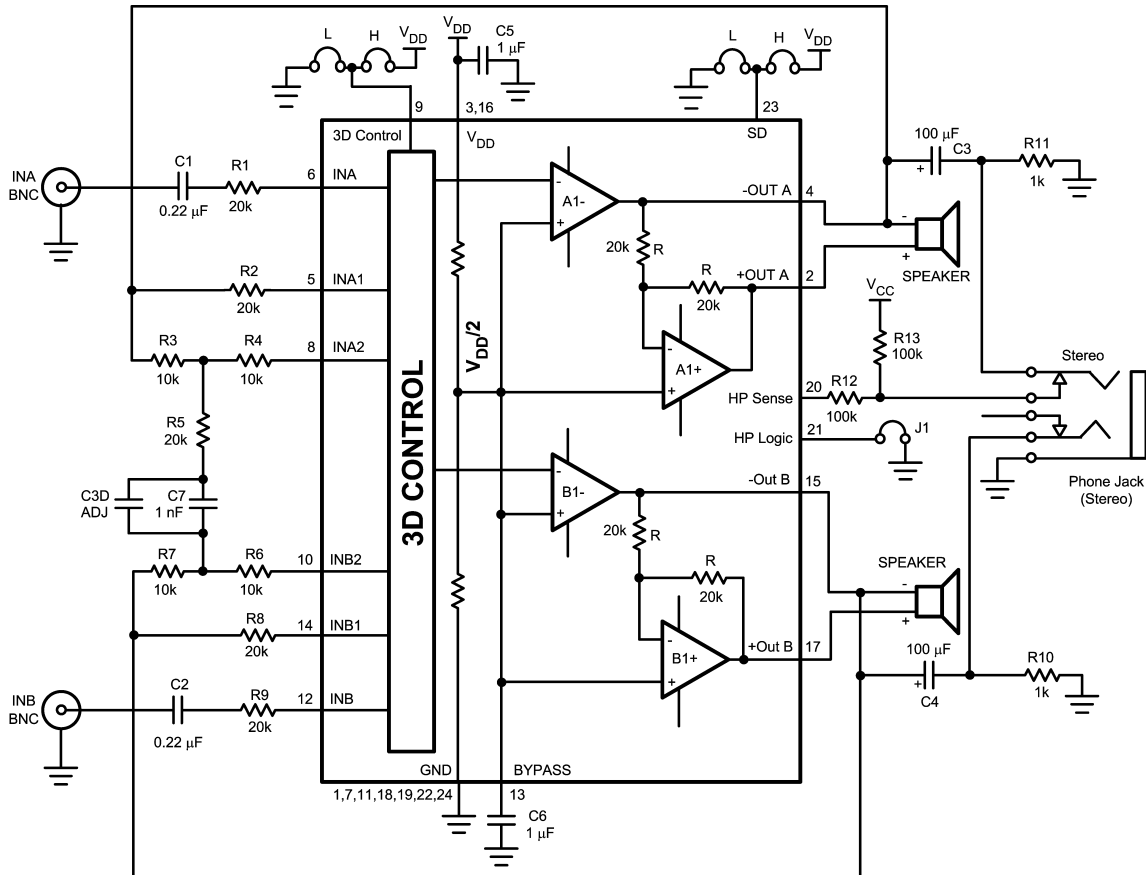 L
H
VDD
VDD
C5
1 μF
L
H
VDD
9
3,16
23
3D Control
VDD
SD
100 μF
+
C3
R11
1k
INA
BNC
C1
0.22 μF
R1
20k
6
INA
-
A1-
+
-OUT A
4
20k
R
-
+
SPEAKER
R2
20k
5
INA1
R
20k
+OUT A
2
VCC
R13
100k
R3
10k
R4
10k
8
INA2
VDD/2
-
A1+
+
Stereo
HP Sense
20
R12
100k
R5
20k
HP Logic
21
J1
3D CONTROL
Phone Jack
(Stereo)
C3D
ADJ
C7
1 nF
-
B1-
+
-Out B
15
20k
R
R7
10k
R6
10k
10
INB2
R
20k
SPEAKER
-
+
R8
20k
14
INB1
-
B1+
+
+Out B
17
100 μF
+
C4
R10
1k
INB
BNC
C2
0.22 μF
R9
20k
12
INB
GND
BYPASS
1,7,11,18,19,22,24
13
C6
1 μF